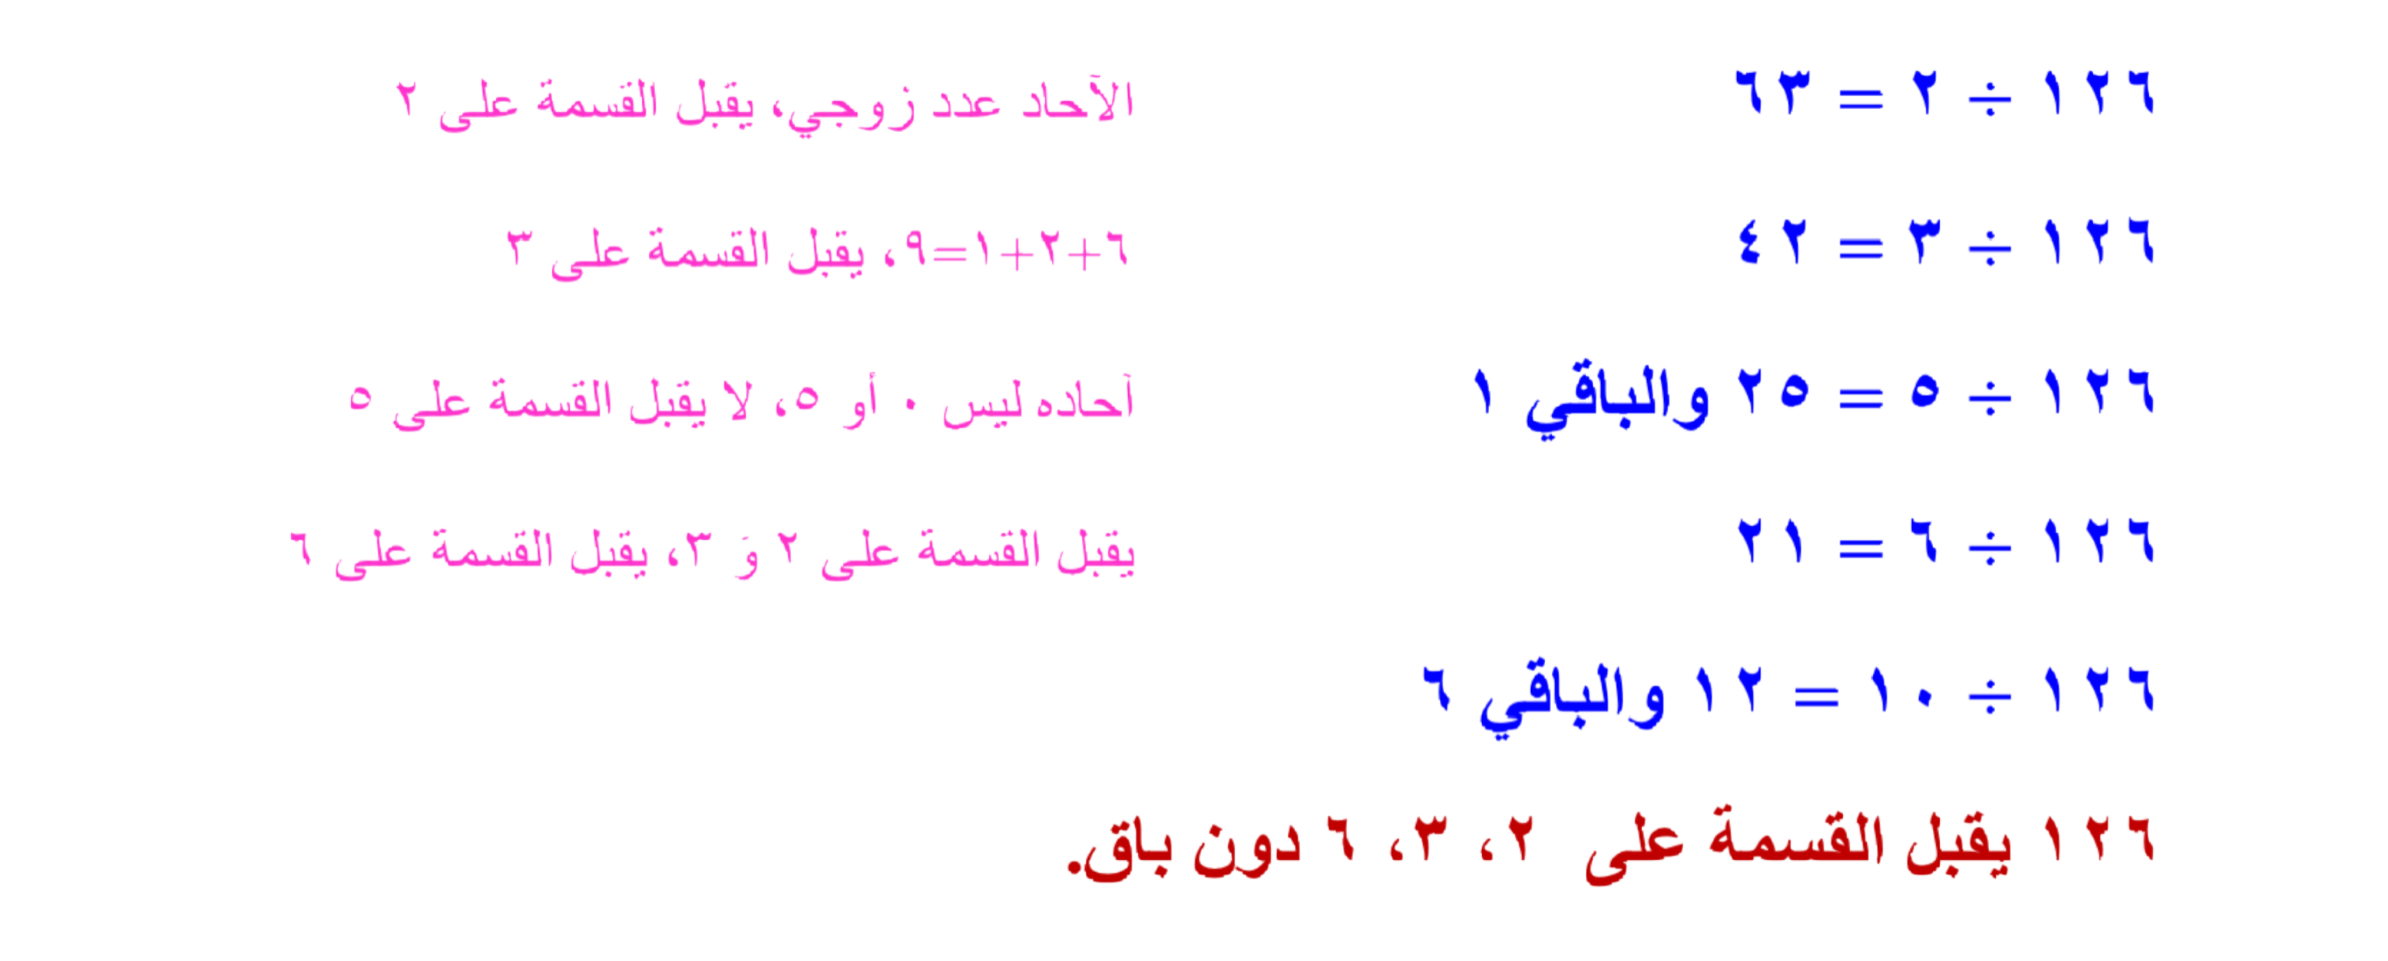 ١٢٦ ÷ ٢ = ٦٣ الآحاد عدد زوجي، يقبل القسمة على ٢
١٢٦ ÷ ٣ = ٤٢ ٦+٢+١=٩، يقبل القسمة على ٣
١٢٦ ÷ ٥ = ٢٥ والباقي ١ آحاده ليس ٠ أو ٥، لا يقبل القسمة على ٥
١٢٦ ÷ ٦ = ٢١ يقبل القسمة على ٢ وَ ٣، يقبل القسمة على ٦
١٢٦ ÷ ١٠ = ١٢ والباقي ٦
١٢٦ يقبل القسمة على ٢، ٣، ٦ دون باق.